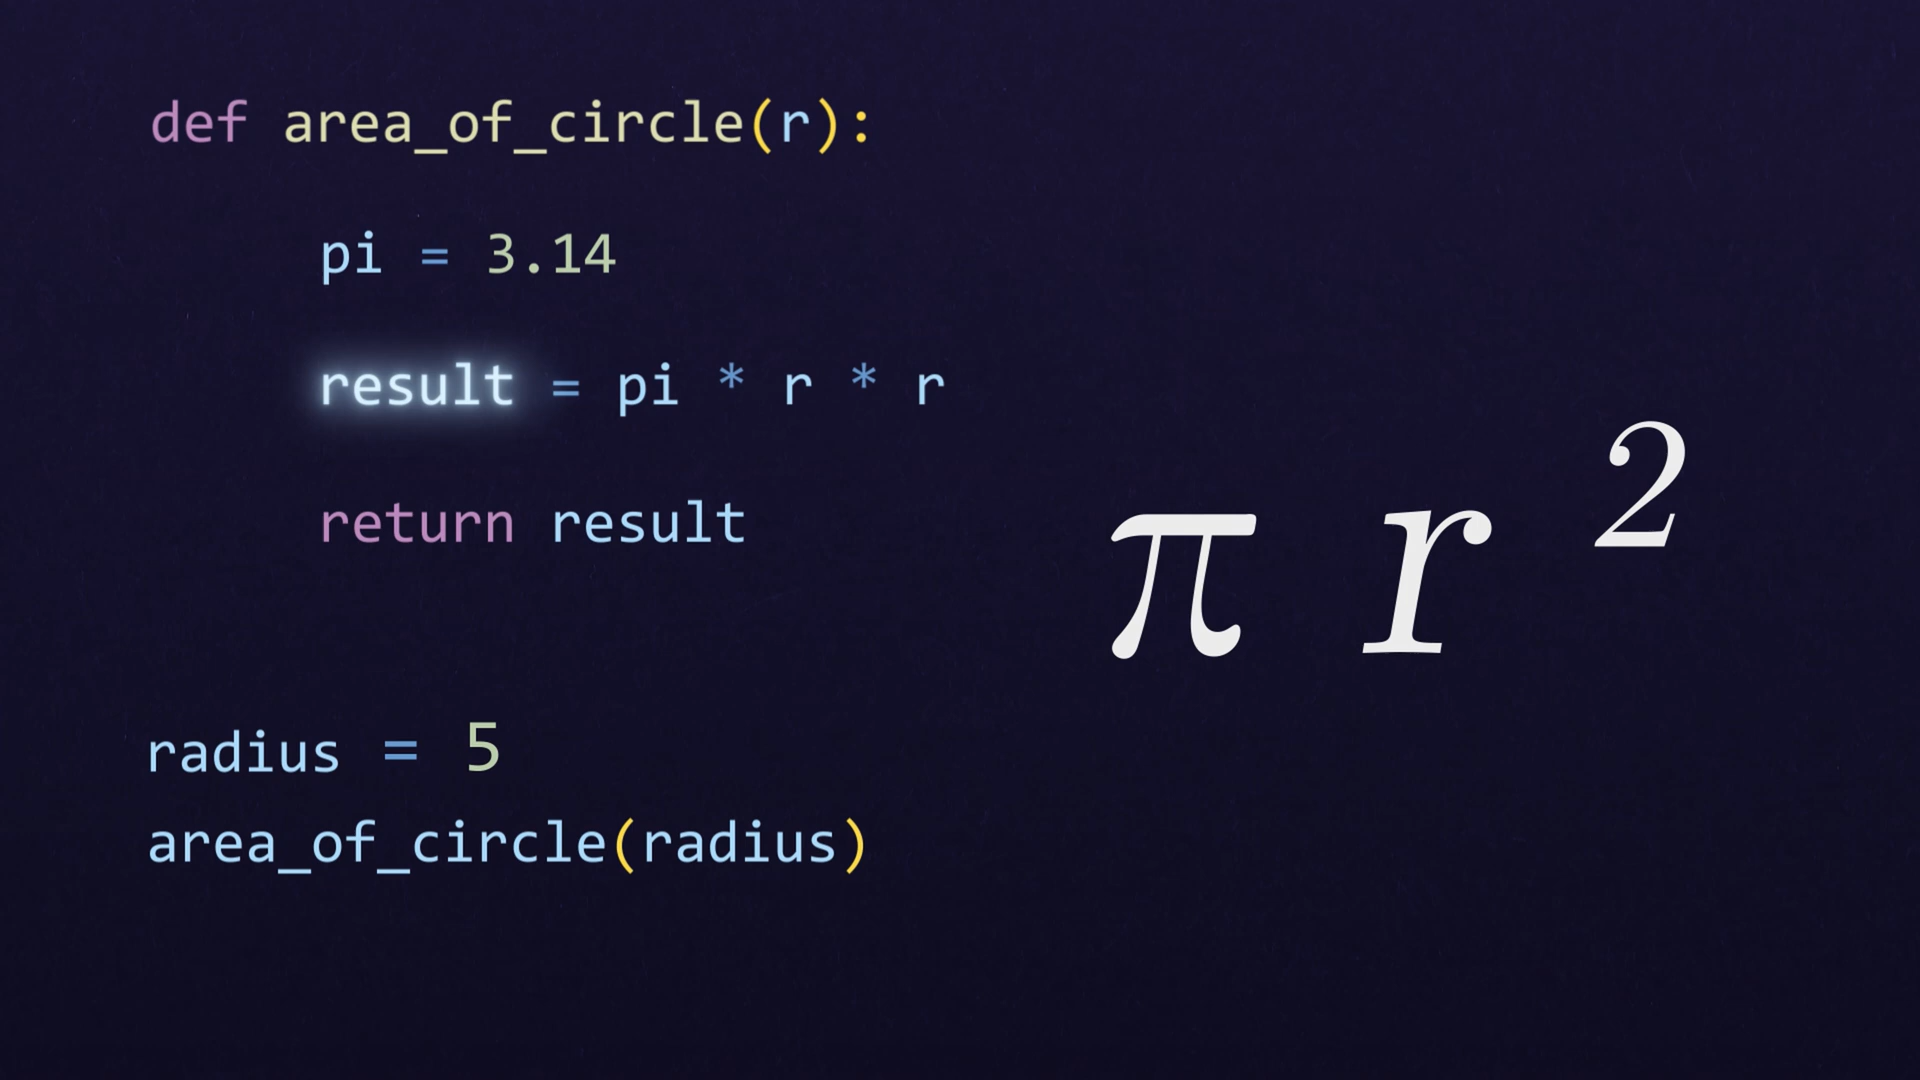 def area_of_circle(r):
pi = 3.14
result = pi * r * r
return result
π r ²
radius = 5
area_of_circle(radius)